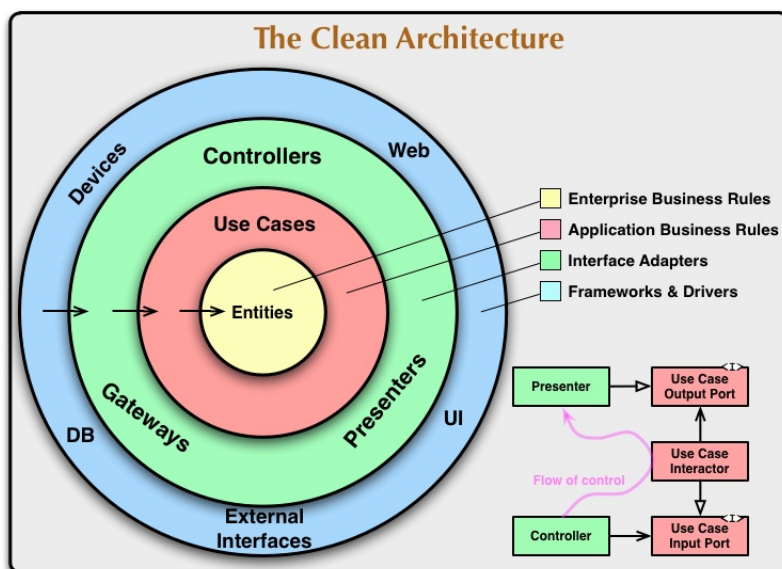 The Clean Architecture
Devices
Web
Controllers
Use Cases
Entities
Gateways
Presenters
DB
UI
External
Interfaces
Enterprise Business Rules
Application Business Rules
Interface Adapters
Frameworks & Drivers
Presenter
<I>
Use Case
Output Port
Flow of control
Use Case
Interactor
Controller
<I>
Use Case
Input Port